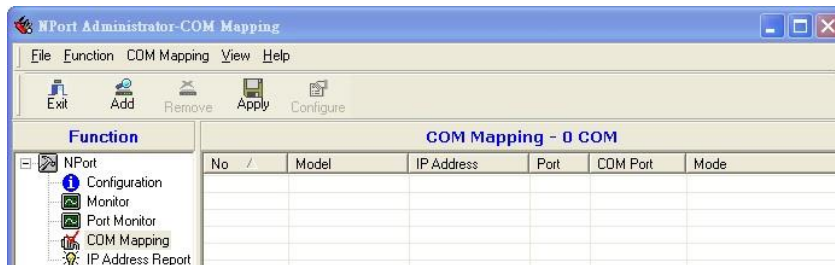 NPort Administrator-COM Mapping
File Function COM Mapping View Help
Exit Add Remove Apply Configure
Function
COM Mapping - 0 COM
No Model IP Address Port COM Port Mode
NPort
Configuration
Monitor
Port Monitor
COM Mapping
IP Address Report